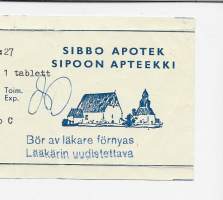 :27
SIBBO APOTEK
SIPOON APTEEKKI
1 tablett
Toim.
Exp.
o C
Bör av läkare förnyas
Lääkärin uudistettava